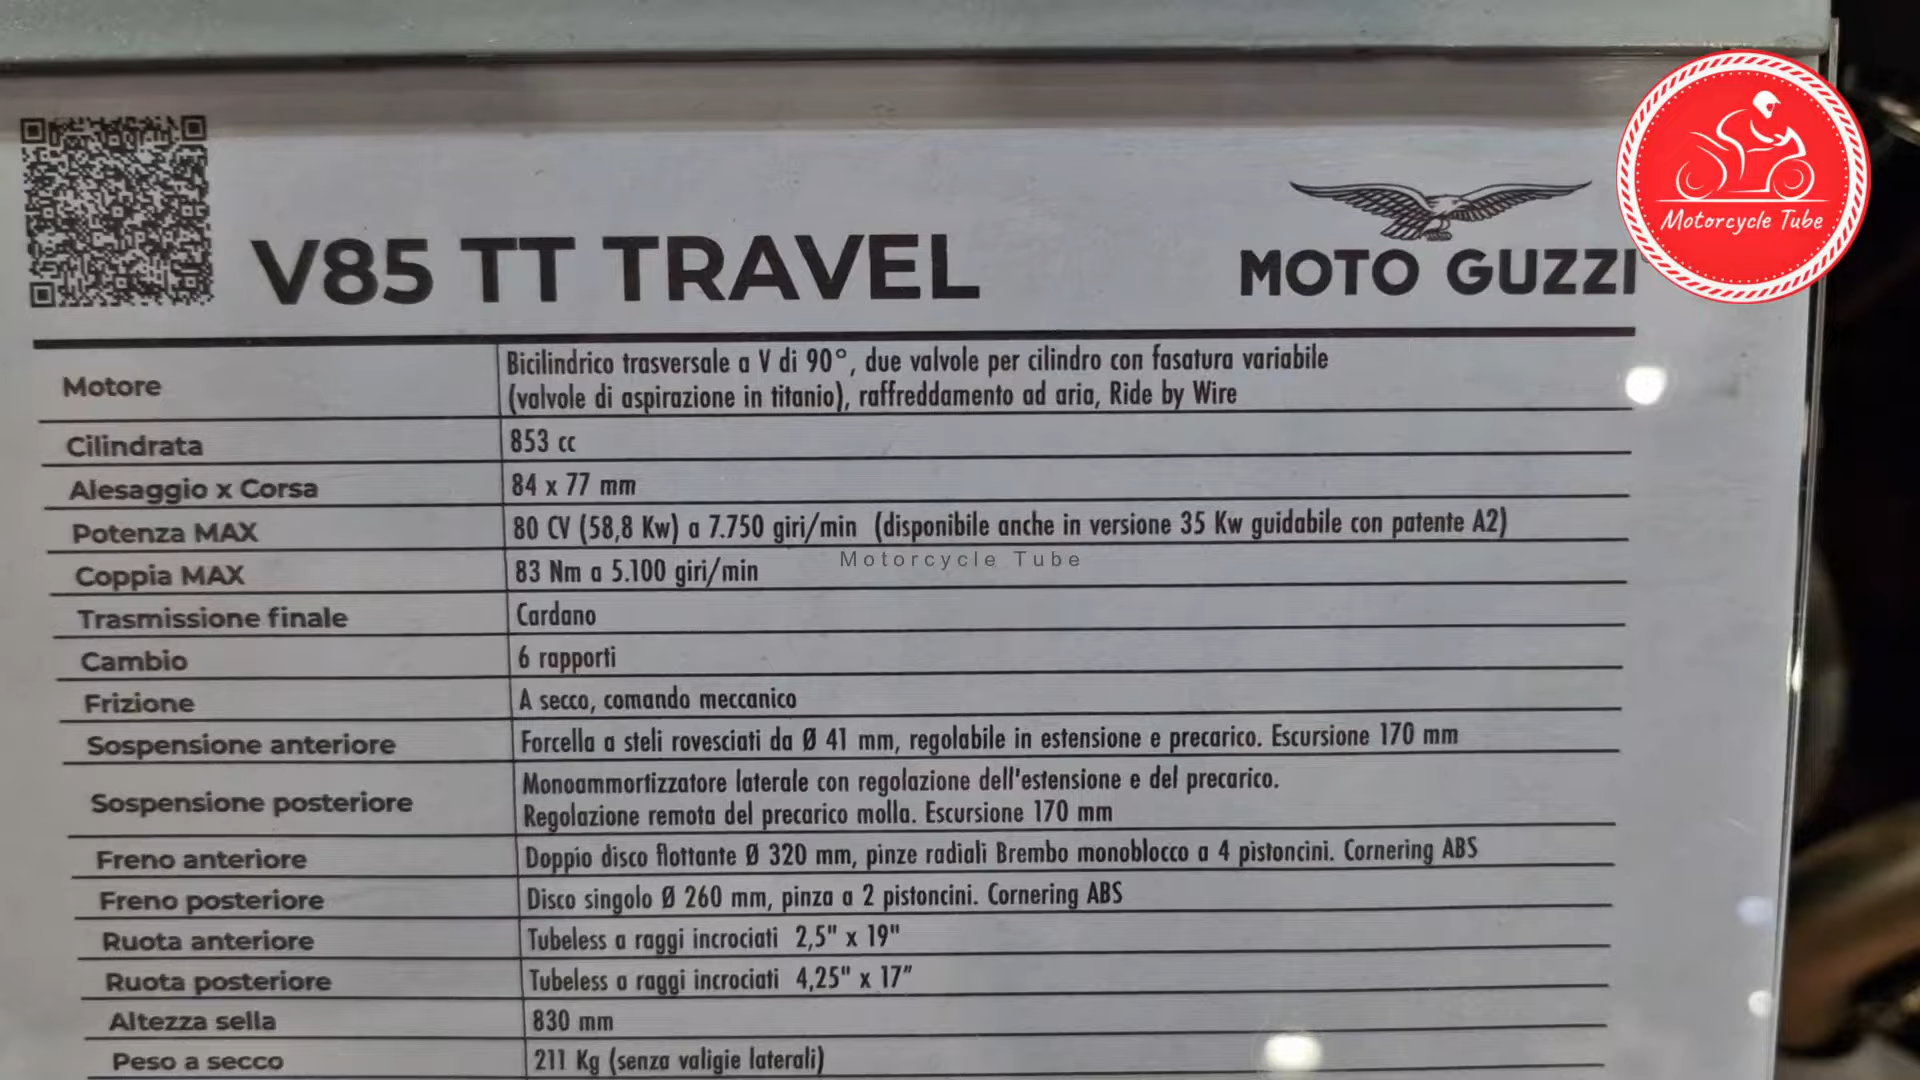 V85 TT TRAVEL
MOTO GUZZI
Motorcycle Tube
Motore
Bicilindrico trasversale a V di 90°, due valvole per cilindro con fasatura variabile
(valvole di aspirazione in titanio), raffreddamento ad aria, Ride by Wire
Cilindrata 853 cc
Alesaggio x Corsa 84 x 77 mm
Potenza MAX 80 CV (58,8 Kw) a 7.750 giri/min (disponibile anche in versione 35 Kw guidabile con patente A2)
Motorcycle Tube
Coppia MAX 83 Nm a 5.100 giri/min
Trasmissione finale Cardano
Cambio 6 rapporti
Frizione A secco, comando meccanico
Sospensione anteriore Forcella a steli rovesciati da Ø 41 mm, regolabile in estensione e precarico. Escursione 170 mm
Sospensione posteriore
Monoammortizzatore laterale con regolazione dell'estensione e del precarico.
Regolazione remota del precarico molla. Escursione 170 mm
Freno anteriore Doppio disco flottante Ø 320 mm, pinze radiali Brembo monoblocco a 4 pistoncini. Cornering ABS
Freno posteriore Disco singolo Ø 260 mm, pinza a 2 pistoncini. Cornering ABS
Ruota anteriore Tubeless a raggi incrociati 2,5" x 19"
Ruota posteriore Tubeless a raggi incrociati 4,25" x 17"
Altezza sella 830 mm
Peso a secco 211 Kg (senza valigie laterali)